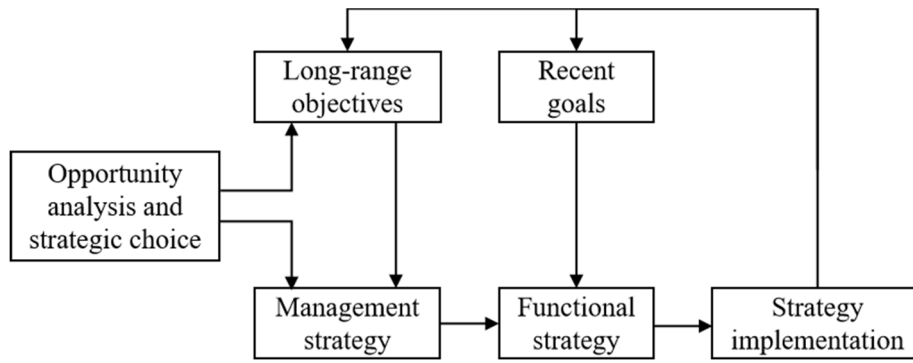 Long-range
objectives
Recent
goals
Opportunity
analysis and
strategic choice
Management
strategy
Functional
strategy
Strategy
implementation